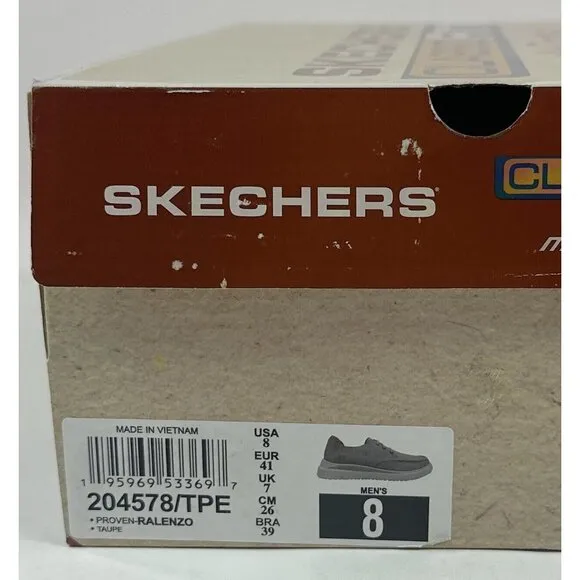 SKECHERS
SKECHERS®
MADE IN VIETNAM
1 95969 53369 7
204578/TPE
• PROVEN-RALENZO
• TAUPE
USA
8
EUR
41
UK
7
CM
26
BRA
39
MEN'S
8